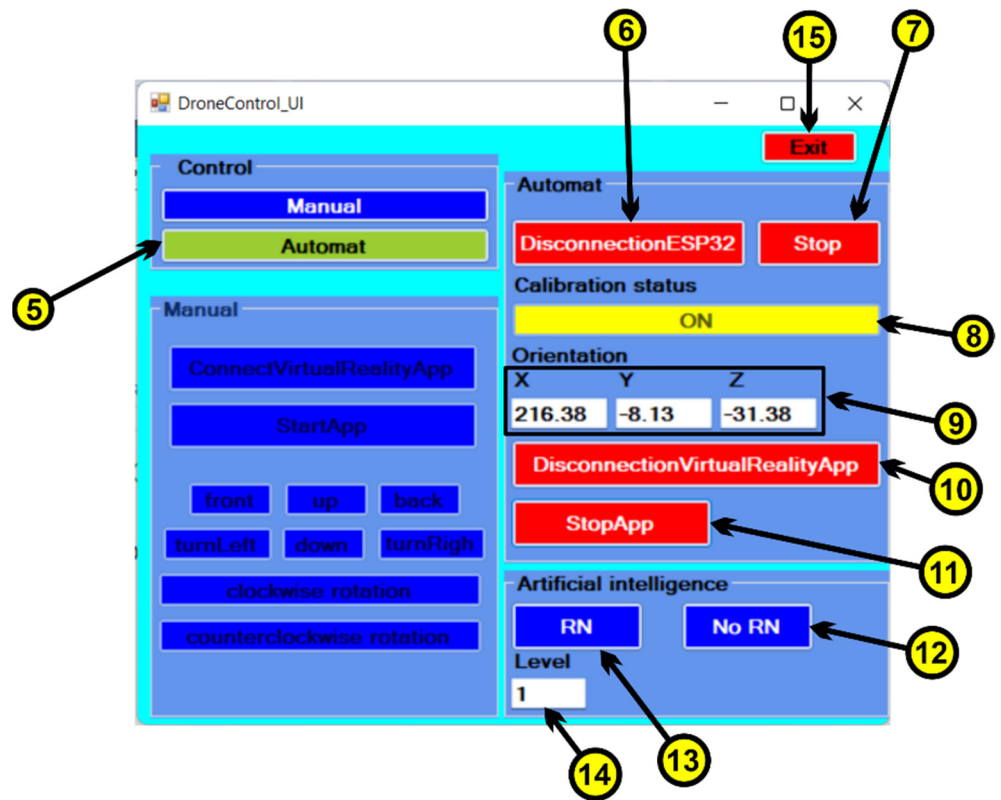 6
15
7
DroneControl_UI
Exit
Control
Manual
Automat
5
Manual
ConnectVirtualRealityApp
StartApp
front up back
turnLeft down turnRigh
clockwise rotation
counterclockwise rotation
Automat
DisconnectionESP32 Stop
Calibration status
ON
8
Orientation
X Y Z
216.38 -8.13 -31.38
9
DisconnectionVirtualRealityApp
10
StopApp
11
Artificial intelligence
RN No RN
12
Level
1
13
14